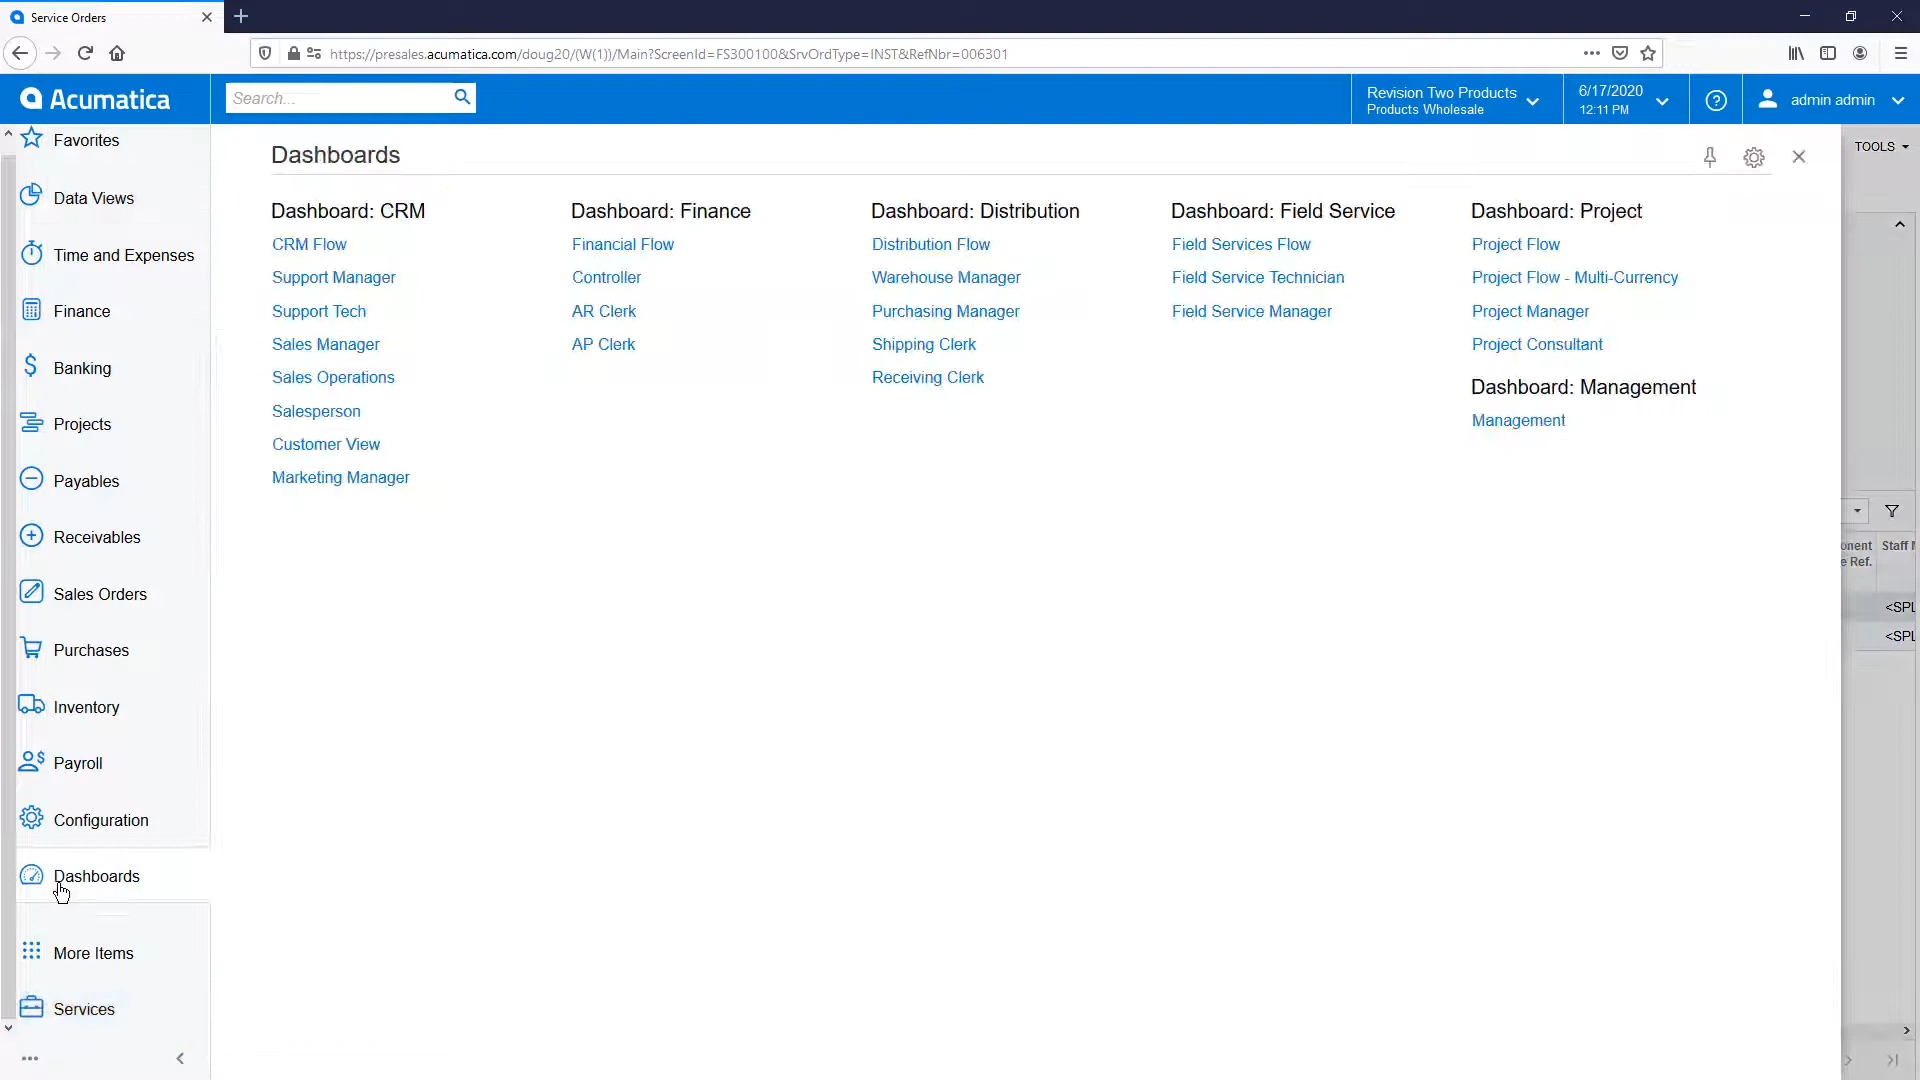 Service Orders
https://presales.acumatica.com/doug20/(W(1))/Main?ScreenId=FS300100&SrvOrdType=INST&RefNbr=006301
Acumatica
Search...
Revision Two Products
Products Wholesale
6/17/2020
12:11 PM
admin admin
Favorites
Data Views
Time and Expenses
Finance
Banking
Projects
Payables
Receivables
Sales Orders
Purchases
Inventory
Payroll
Configuration
Dashboards
More Items
Services
Dashboards
Dashboard: CRM
CRM Flow
Support Manager
Support Tech
Sales Manager
Sales Operations
Salesperson
Customer View
Marketing Manager
Dashboard: Finance
Financial Flow
Controller
AR Clerk
AP Clerk
Dashboard: Distribution
Distribution Flow
Warehouse Manager
Purchasing Manager
Shipping Clerk
Receiving Clerk
Dashboard: Field Service
Field Services Flow
Field Service Technician
Field Service Manager
Dashboard: Project
Project Flow
Project Flow - Multi-Currency
Project Manager
Project Consultant
Dashboard: Management
Management
TOOLS
onent
e Ref.
Staff
<SPL
<SPL